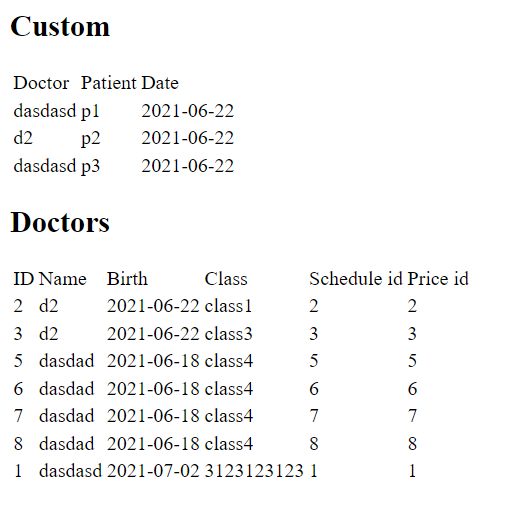 Custom
Doctor Patient Date
dasdasd p1 2021-06-22
d2 p2 2021-06-22
dasdasd p3 2021-06-22
Doctors
ID Name Birth Class Schedule id Price id
2 d2 2021-06-22 class1 2 2
3 d2 2021-06-22 class3 3 3
5 dasdad 2021-06-18 class4 5 5
6 dasdad 2021-06-18 class4 6 6
7 dasdad 2021-06-18 class4 7 7
8 dasdad 2021-06-18 class4 8 8
1 dasdasd 2021-07-02 3123123123 1 1